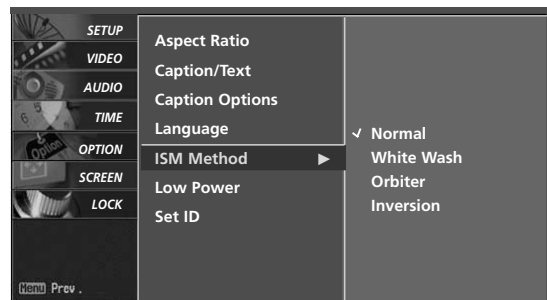 SETUP
VIDEO
AUDIO
TIME
OPTION
SCREEN
LOCK
Menu Prev.
Aspect Ratio
Caption/Text
Caption Options
Language
ISM Method ▶
Low Power
Set ID
✓ Normal
White Wash
Orbiter
Inversion